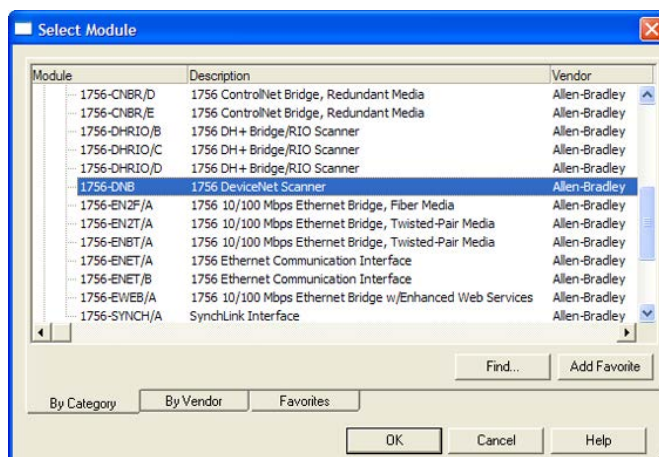 Select Module
Module Description Vendor
1756-CNBR/D 1756 ControlNet Bridge, Redundant Media Allen-Bradley
1756-CNBR/E 1756 ControlNet Bridge, Redundant Media Allen-Bradley
1756-DHRIO/B 1756 DH+ Bridge/RIO Scanner Allen-Bradley
1756-DHRIO/C 1756 DH+ Bridge/RIO Scanner Allen-Bradley
1756-DHRIO/D 1756 DH+ Bridge/RIO Scanner Allen-Bradley
1756-DNB 1756 DeviceNet Scanner Allen-Bradley
1756-EN2F/A 1756 10/100 Mbps Ethernet Bridge, Fiber Media Allen-Bradley
1756-EN2T/A 1756 10/100 Mbps Ethernet Bridge, Twisted-Pair Media Allen-Bradley
1756-ENBT/A 1756 10/100 Mbps Ethernet Bridge, Twisted-Pair Media Allen-Bradley
1756-ENET/A 1756 Ethernet Communication Interface Allen-Bradley
1756-ENET/B 1756 Ethernet Communication Interface Allen-Bradley
1756-EWEB/A 1756 10/100 Mbps Ethernet Bridge w/Enhanced Web Services Allen-Bradley
1756-SYNCH/A SynchLink Interface Allen-Bradley
Find... Add Favorite
By Category By Vendor Favorites
OK Cancel Help